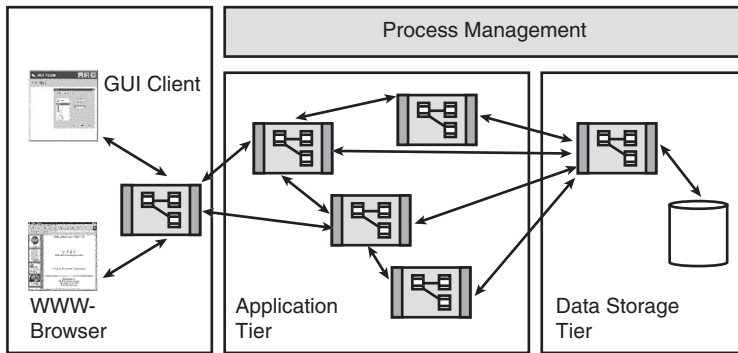 Process Management
GUI Client
WWW-
Browser
Application
Tier
Data Storage
Tier